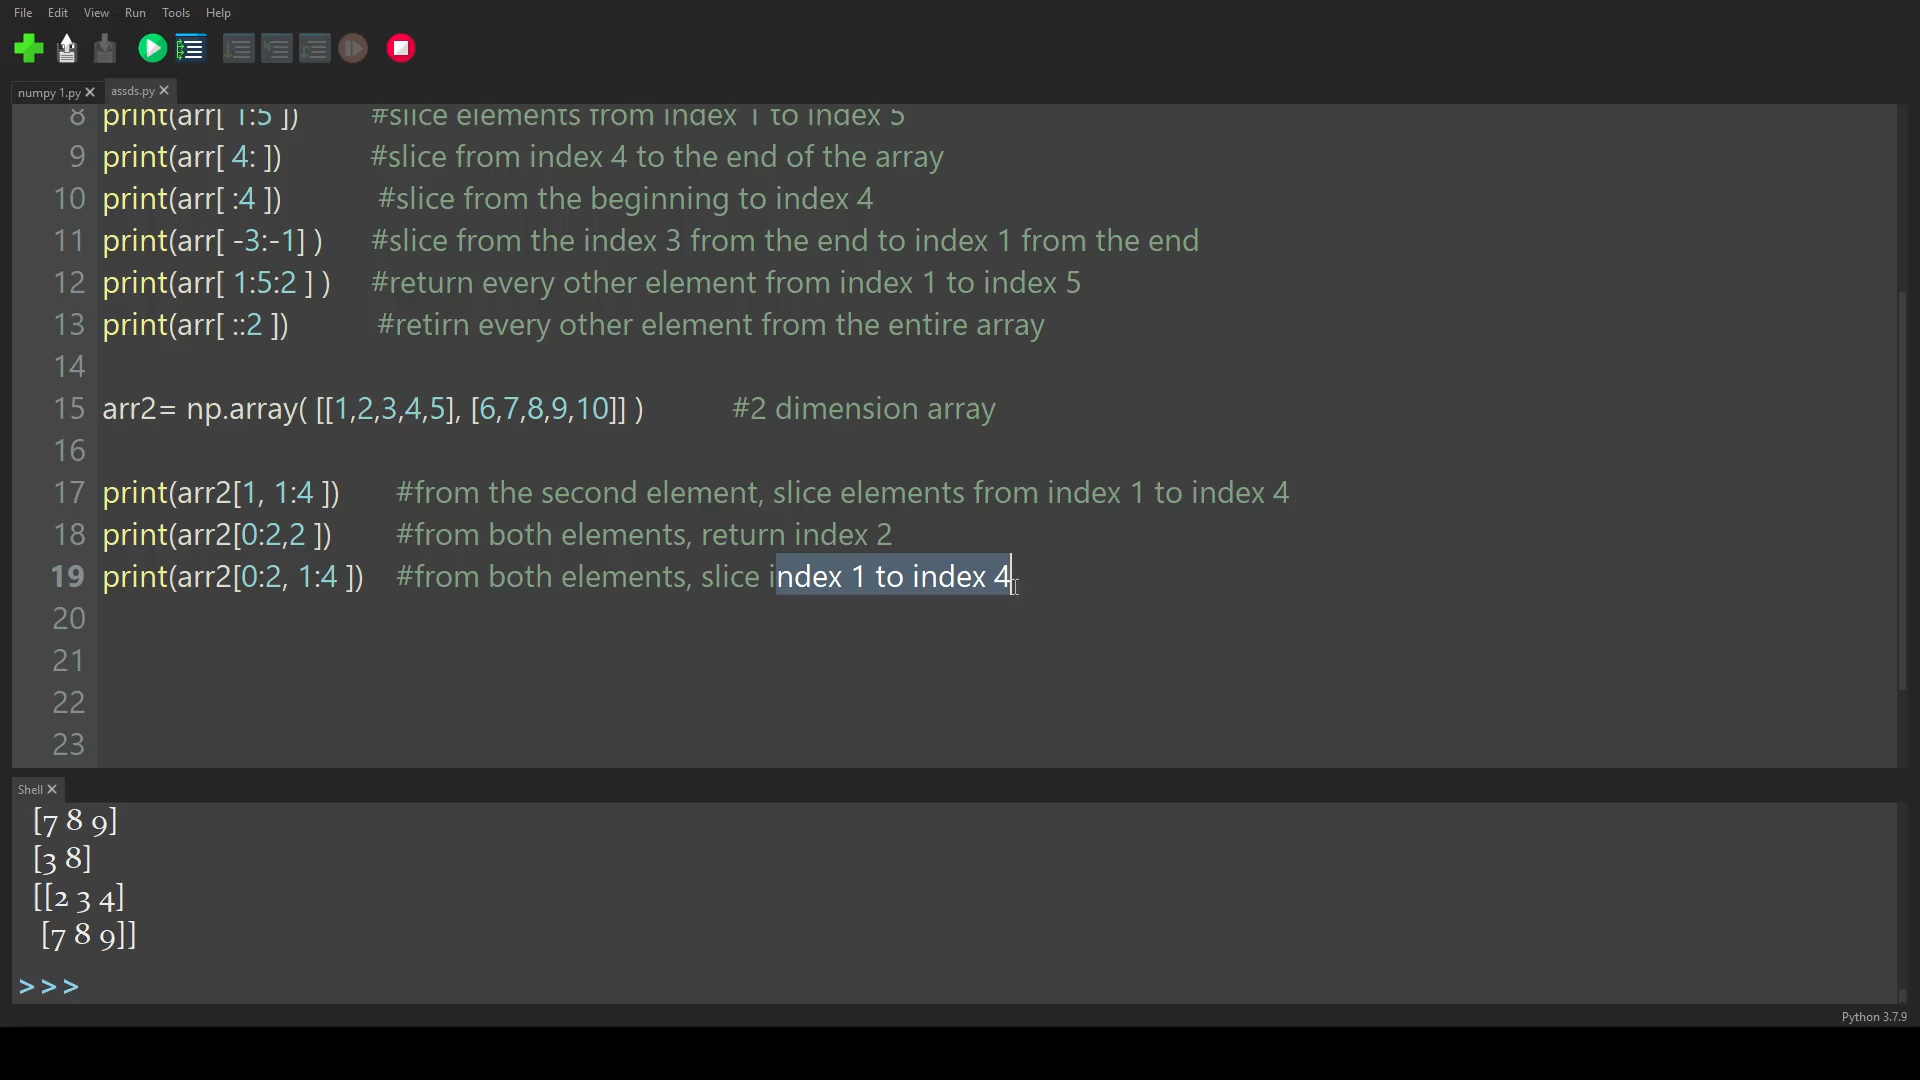 File Edit View Run Tools Help
numpy 1.py
assds.py
8 print(arr[ 1:5 ]) #slice elements from index 1 to index 5
9 print(arr[ 4: ]) #slice from index 4 to the end of the array
10 print(arr[ :4 ]) #slice from the beginning to index 4
11 print(arr[ -3:-1] ) #slice from the index 3 from the end to index 1 from the end
12 print(arr[ 1:5:2 ] ) #return every other element from index 1 to index 5
13 print(arr[ ::2 ]) #retirn every other element from the entire array
14
15 arr2= np.array( [[1,2,3,4,5], [6,7,8,9,10]] ) #2 dimension array
16
17 print(arr2[1, 1:4 ]) #from the second element, slice elements from index 1 to index 4
18 print(arr2[0:2,2 ]) #from both elements, return index 2
19 print(arr2[0:2, 1:4 ]) #from both elements, slice index 1 to index 4
20
21
22
23
Shell
[7 8 9]
[3 8]
[[2 3 4]
[7 8 9]]
>>>
Python 3.7.9